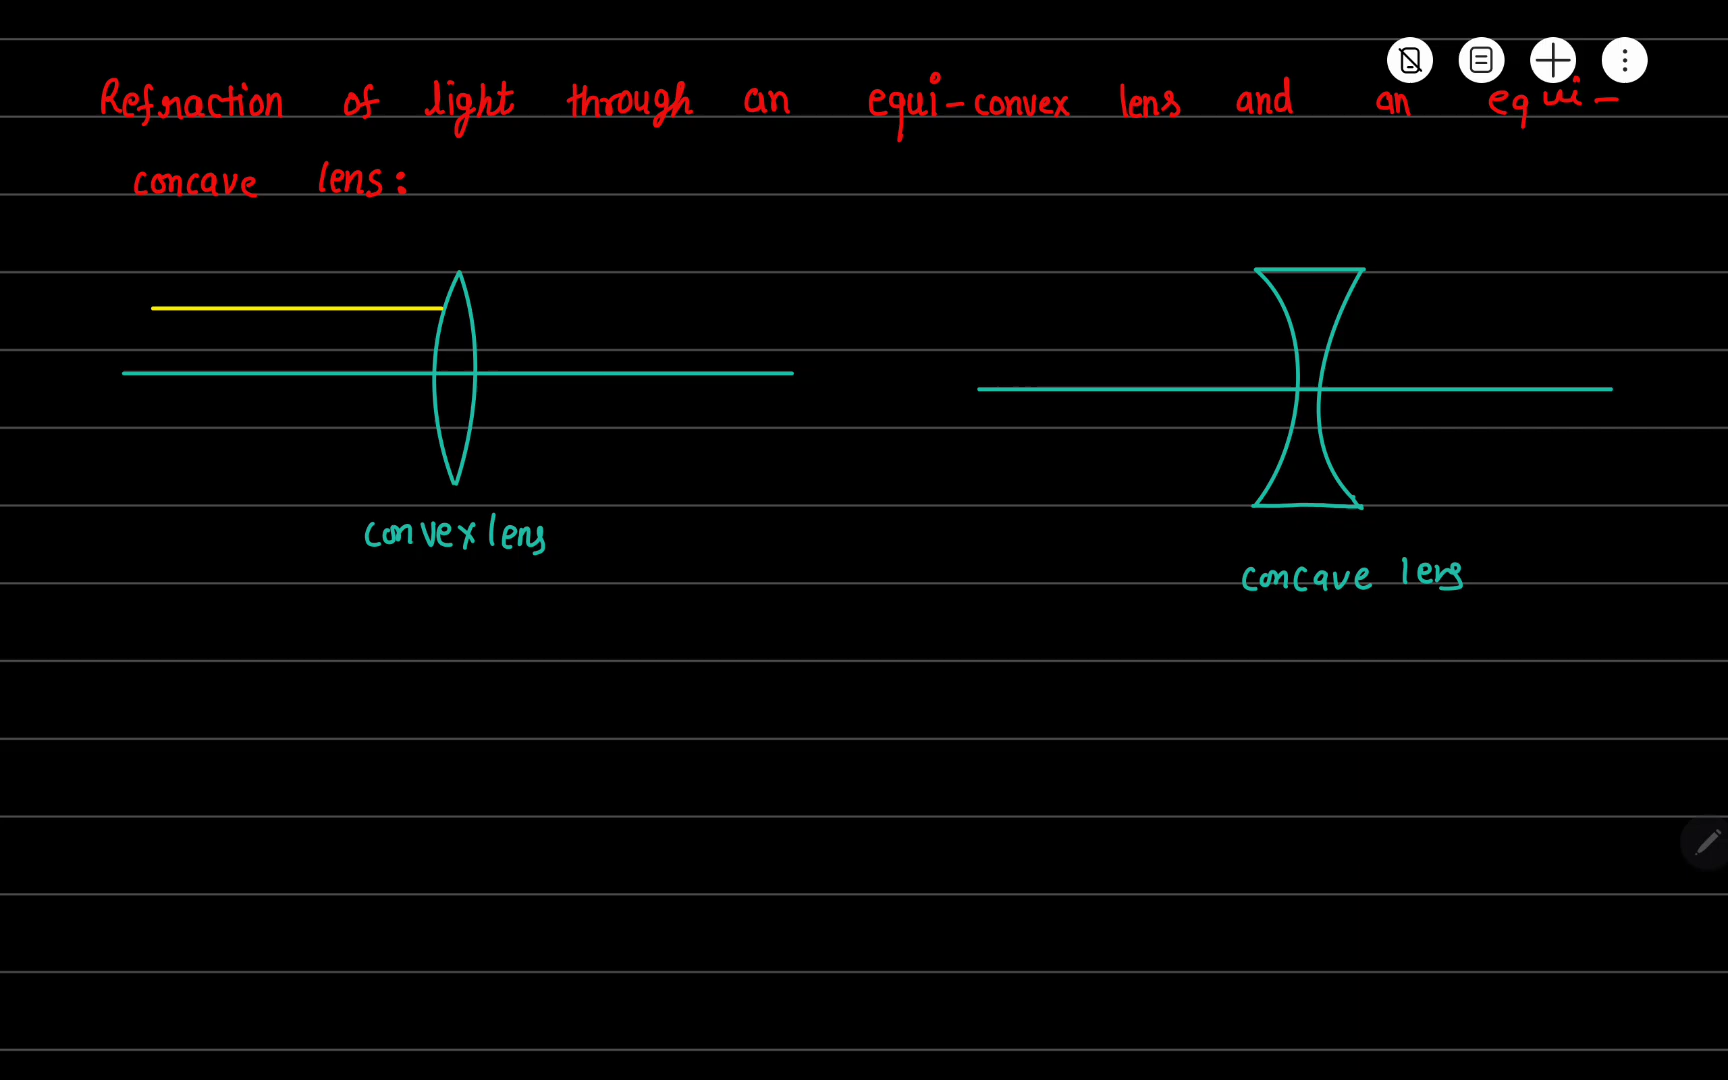 Refraction of light through an equi-convex lens and an equi-
concave lens:
convex lens
concave lens